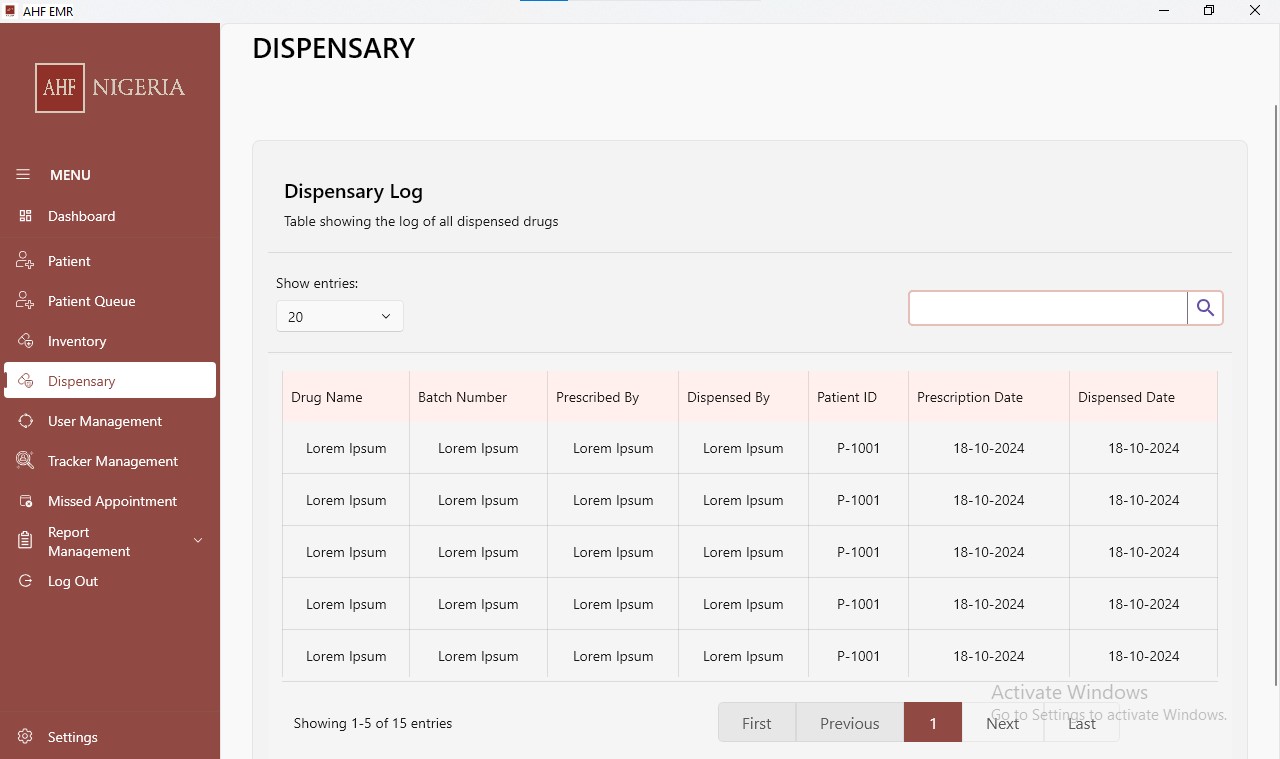 AHF EMR
AHF NIGERIA
MENU
Dashboard
Patient
Patient Queue
Inventory
Dispensary
User Management
Tracker Management
Missed Appointment
Report
Management
Log Out
Settings
DISPENSARY
Dispensary Log
Table showing the log of all dispensed drugs
Show entries:
20
Drug Name Batch Number Prescribed By Dispensed By Patient ID Prescription Date Dispensed Date
Lorem Ipsum Lorem Ipsum Lorem Ipsum Lorem Ipsum P-1001 18-10-2024 18-10-2024
Lorem Ipsum Lorem Ipsum Lorem Ipsum Lorem Ipsum P-1001 18-10-2024 18-10-2024
Lorem Ipsum Lorem Ipsum Lorem Ipsum Lorem Ipsum P-1001 18-10-2024 18-10-2024
Lorem Ipsum Lorem Ipsum Lorem Ipsum Lorem Ipsum P-1001 18-10-2024 18-10-2024
Lorem Ipsum Lorem Ipsum Lorem Ipsum Lorem Ipsum P-1001 18-10-2024 18-10-2024
Showing 1-5 of 15 entries
First Previous 1 Next Last
Activate Windows
Go to Settings to activate Windows.